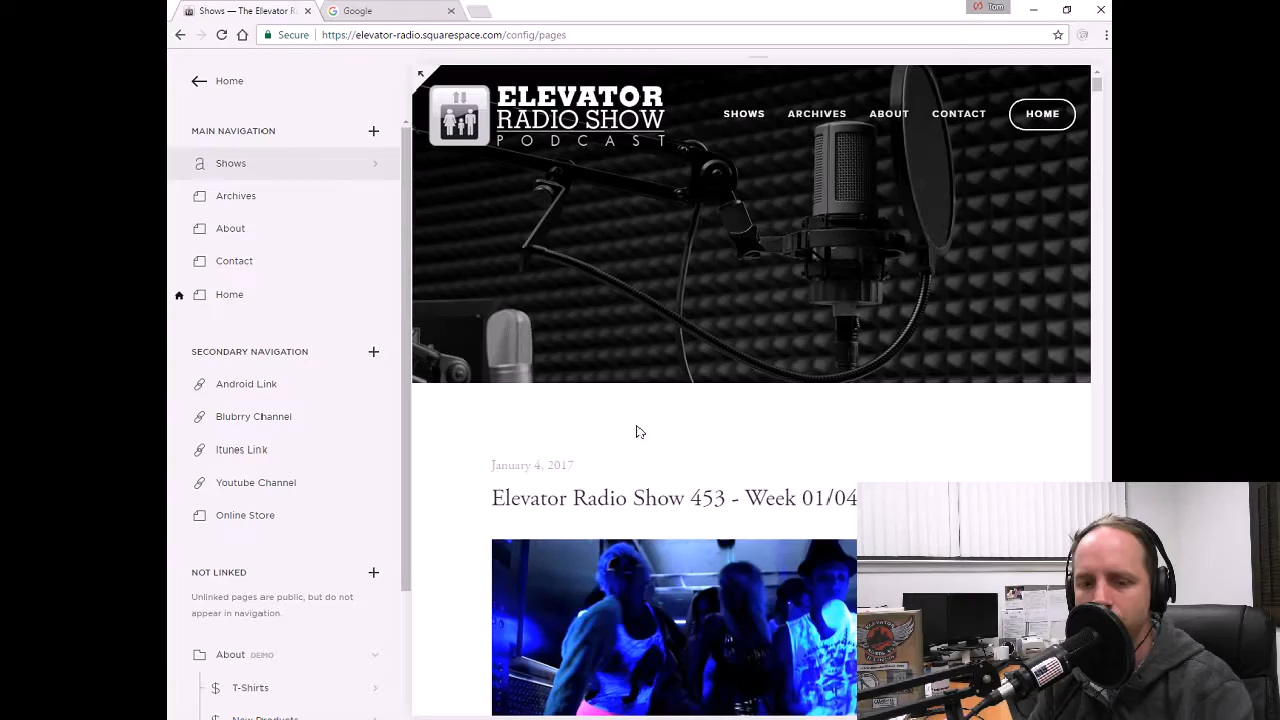 Shows — The Elevator R
Google
Tom
Secure
https://elevator-radio.squarespace.com/config/pages
Home
MAIN NAVIGATION
Shows
Archives
About
Contact
Home
SECONDARY NAVIGATION
Android Link
Blubrry Channel
Itunes Link
Youtube Channel
Online Store
NOT LINKED
Unlinked pages are public, but do not
appear in navigation.
About DEMO
T-Shirts
New Products
ELEVATOR
RADIO SHOW
PODCAST
SHOWS ARCHIVES ABOUT CONTACT HOME
January 4, 2017
Elevator Radio Show 453 - Week 01/04